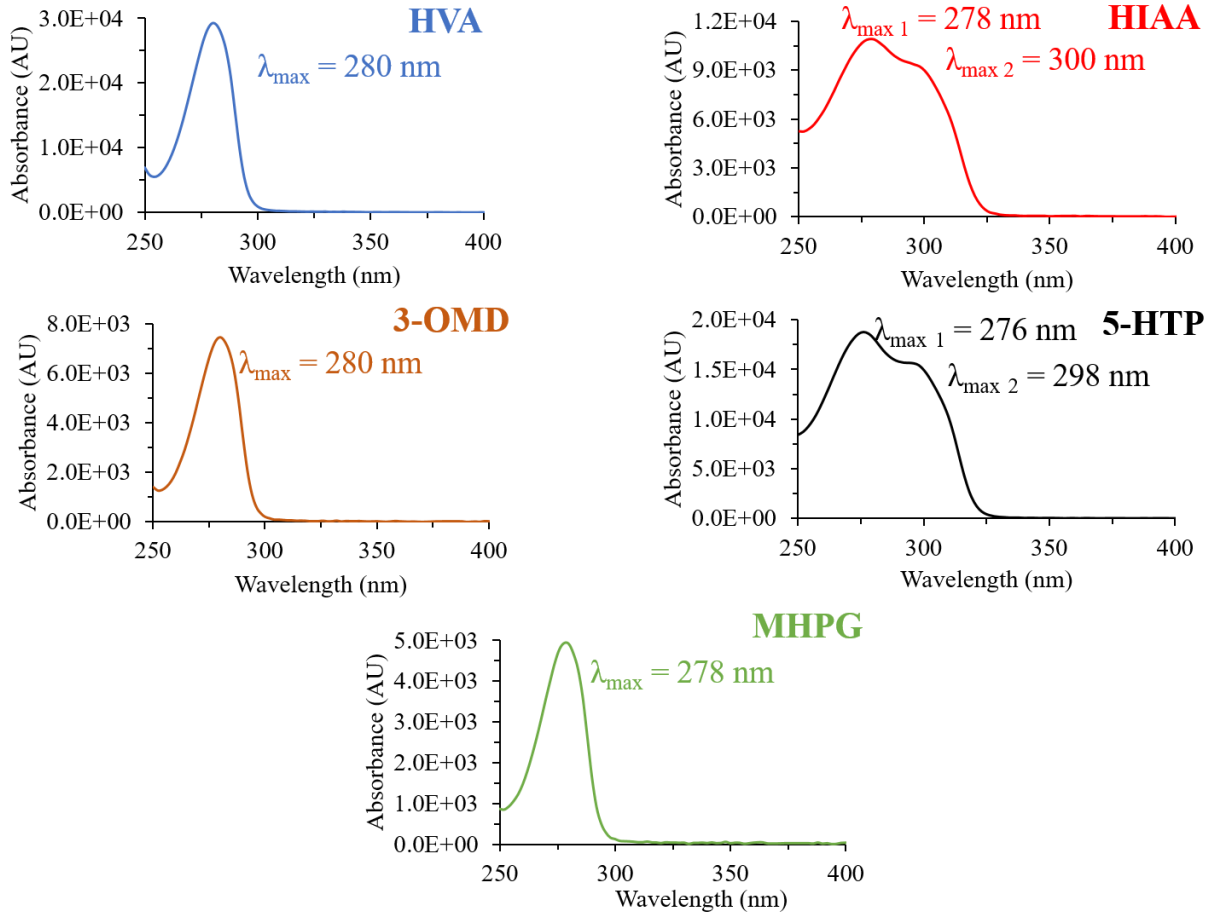 HVA
λmax = 280 nm
Absorbance (AU)
3.0E+04
2.0E+04
1.0E+04
0.0E+00
250 300 350 400
Wavelength (nm)
HIAA
λmax 1 = 278 nm
λmax 2 = 300 nm
Absorbance (AU)
1.2E+04
9.0E+03
6.0E+03
3.0E+03
0.0E+00
250 300 350 400
Wavelength (nm)
3-OMD
λmax = 280 nm
Absorbance (AU)
8.0E+03
6.0E+03
4.0E+03
2.0E+03
0.0E+00
250 300 350 400
Wavelength (nm)
5-HTP
λmax 1 = 276 nm
λmax 2 = 298 nm
Absorbance (AU)
2.0E+04
1.5E+04
1.0E+04
5.0E+03
0.0E+00
250 300 350 400
Wavelength (nm)
MHPG
λmax = 278 nm
Absorbance (AU)
5.0E+03
4.0E+03
3.0E+03
2.0E+03
1.0E+03
0.0E+00
250 300 350 400
Wavelength (nm)